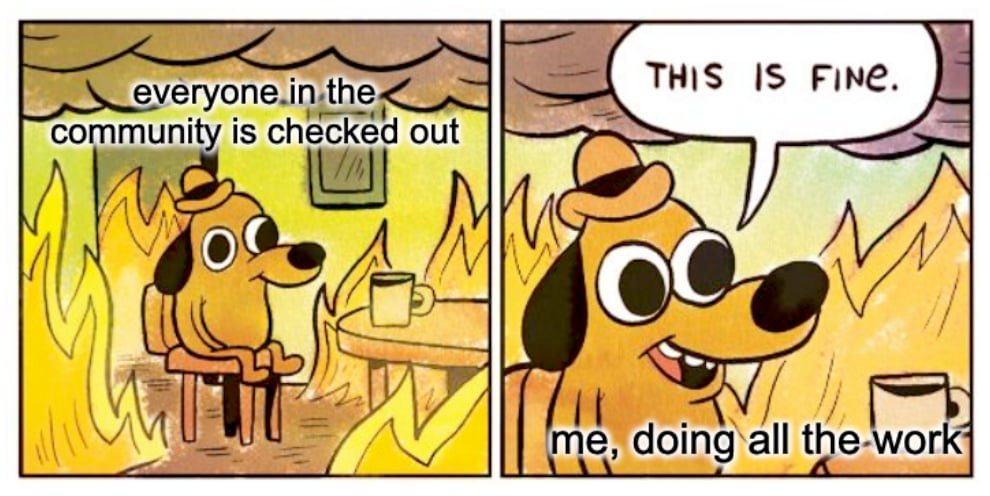 everyone in the
community is checked out
THIS IS FINE.
me, doing all the work